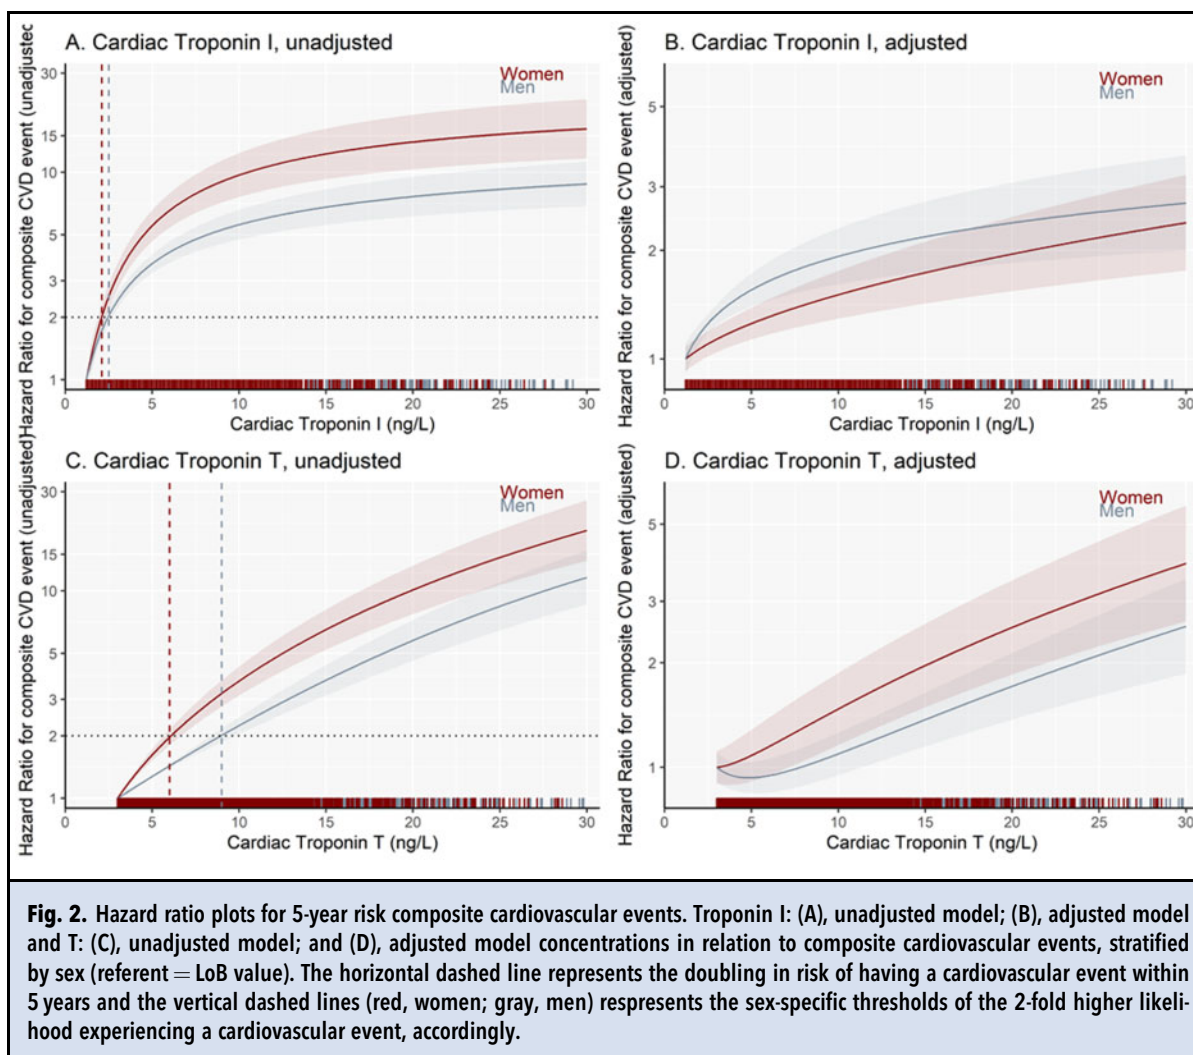 A. Cardiac Troponin I, unadjusted
Hazard Ratio for composite CVD event (unadjusted
Women
Men
30
15
10
5
3
2
1
0 5 10 15 20 25 30
Cardiac Troponin I (ng/L)
B. Cardiac Troponin I, adjusted
Hazard Ratio for composite CVD event (adjusted)
Women
Men
5
3
2
1
0 5 10 15 20 25 30
Cardiac Troponin I (ng/L)
C. Cardiac Troponin T, unadjusted
Hazard Ratio for composite CVD event (unadjusted)
Women
Men
30
15
10
5
3
2
1
0 5 10 15 20 25 30
Cardiac Troponin T (ng/L)
D. Cardiac Troponin T, adjusted
Hazard Ratio for composite CVD event (adjusted)
Women
Men
5
3
2
1
0 5 10 15 20 25 30
Cardiac Troponin T (ng/L)
Fig. 2. Hazard ratio plots for 5-year risk composite cardiovascular events. Troponin I: (A), unadjusted model; (B), adjusted model
and T: (C), unadjusted model; and (D), adjusted model concentrations in relation to composite cardiovascular events, stratified
by sex (referent = LoB value). The horizontal dashed line represents the doubling in risk of having a cardiovascular event within
5 years and the vertical dashed lines (red, women; gray, men) respresents the sex-specific thresholds of the 2-fold higher likeli-
hood experiencing a cardiovascular event, accordingly.